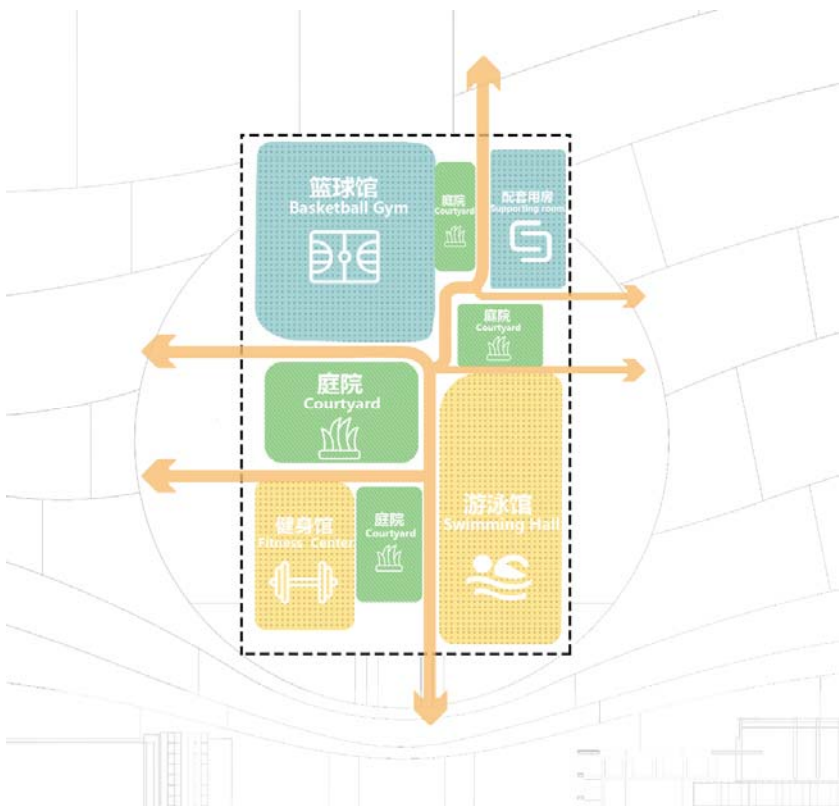 篮球馆
Basketball Gym
庭院
Courtyard
配套用房
Supporting room
庭院
Courtyard
庭院
Courtyard
游泳馆
Swimming Hall
健身馆
Fitness Center
庭院
Courtyard